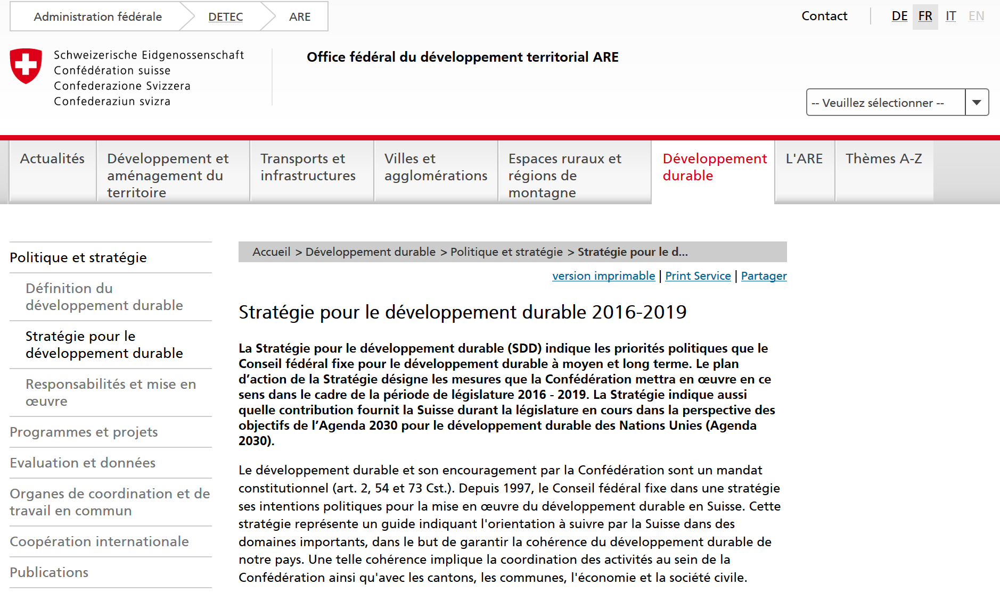 Administration fédérale DETEC ARE
Contact DE FR IT EN
Schweizerische Eidgenossenschaft
Confédération suisse
Confederazione Svizzera
Confederaziun svizra
Office fédéral du développement territorial ARE
-- Veuillez sélectionner --
Actualités
Développement et
aménagement du
territoire
Transports et
infrastructures
Villes et
agglomérations
Espaces ruraux et
régions de
montagne
Développement
durable
L'ARE
Thèmes A-Z
Politique et stratégie
Définition du
développement durable
Stratégie pour le
développement durable
Responsabilités et mise en
œuvre
Programmes et projets
Evaluation et données
Organes de coordination et de
travail en commun
Coopération internationale
Publications
Accueil > Développement durable > Politique et stratégie > Stratégie pour le d...
version imprimable | Print Service | Partager
Stratégie pour le développement durable 2016-2019
La Stratégie pour le développement durable (SDD) indique les priorités politiques que le
Conseil fédéral fixe pour le développement durable à moyen et long terme. Le plan
d’action de la Stratégie désigne les mesures que la Confédération mettra en œuvre en ce
sens dans le cadre de la période de législature 2016 - 2019. La Stratégie indique aussi
quelle contribution fournit la Suisse durant la législature en cours dans la perspective des
objectifs de l’Agenda 2030 pour le développement durable des Nations Unies (Agenda
2030).
Le développement durable et son encouragement par la Confédération sont un mandat
constitutionnel (art. 2, 54 et 73 Cst.). Depuis 1997, le Conseil fédéral fixe dans une stratégie
ses intentions politiques pour la mise en œuvre du développement durable en Suisse. Cette
stratégie représente un guide indiquant l'orientation à suivre par la Suisse dans des
domaines importants, dans le but de garantir la cohérence du développement durable de
notre pays. Une telle cohérence implique la coordination des activités au sein de la
Confédération ainsi qu'avec les cantons, les communes, l'économie et la société civile.